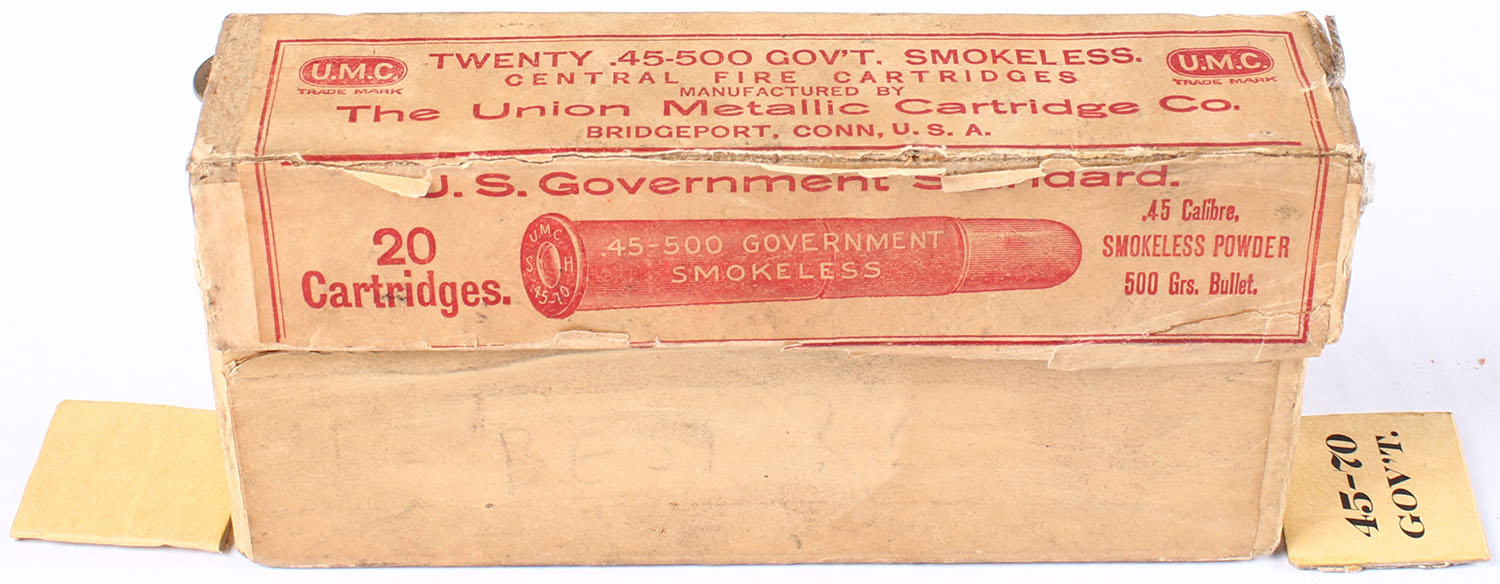 U.M.C.
TRADE MARK
TWENTY .45-500 GOV'T. SMOKELESS.
CENTRAL FIRE CARTRIDGES
MANUFACTURED BY
The Union Metallic Cartridge Co.
BRIDGEPORT, CONN, U. S. A.
U.M.C.
TRADE MARK
U. S. Government Standard.
20
Cartridges.
U.M.C.
S H
45-70
.45-500 GOVERNMENT
SMOKELESS
.45 Calibre,
SMOKELESS POWDER
500 Grs. Bullet.
45-70
GOV'T.